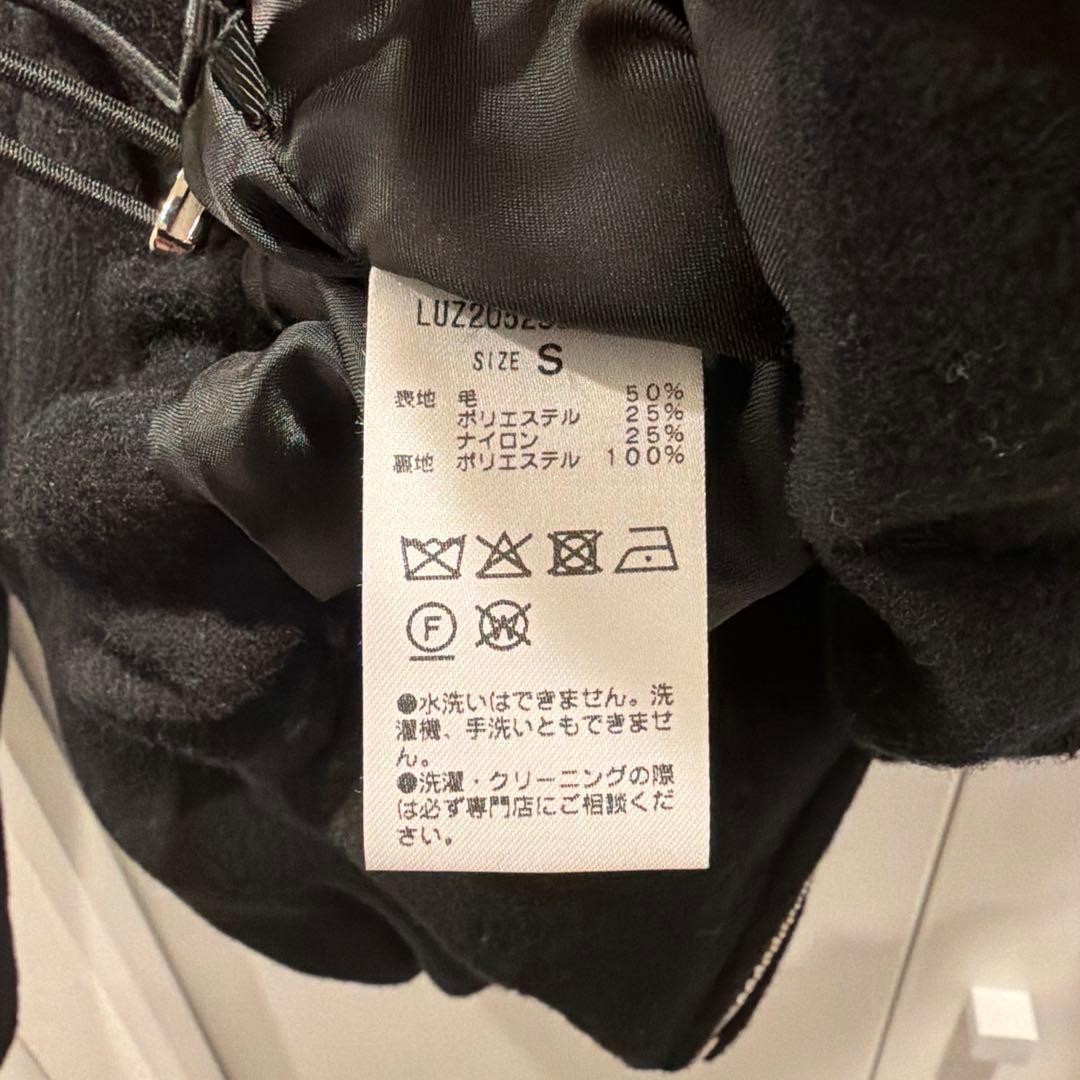 SIZE S
表地 毛 50%
ポリエステル 25%
ナイロン 25%
裏地 ポリエステル 100%
F W
●水洗いはできません。洗
濯機、手洗いともできませ
ん。
●洗濯・クリーニングの際
は必ず専門店にご相談くだ
さい。